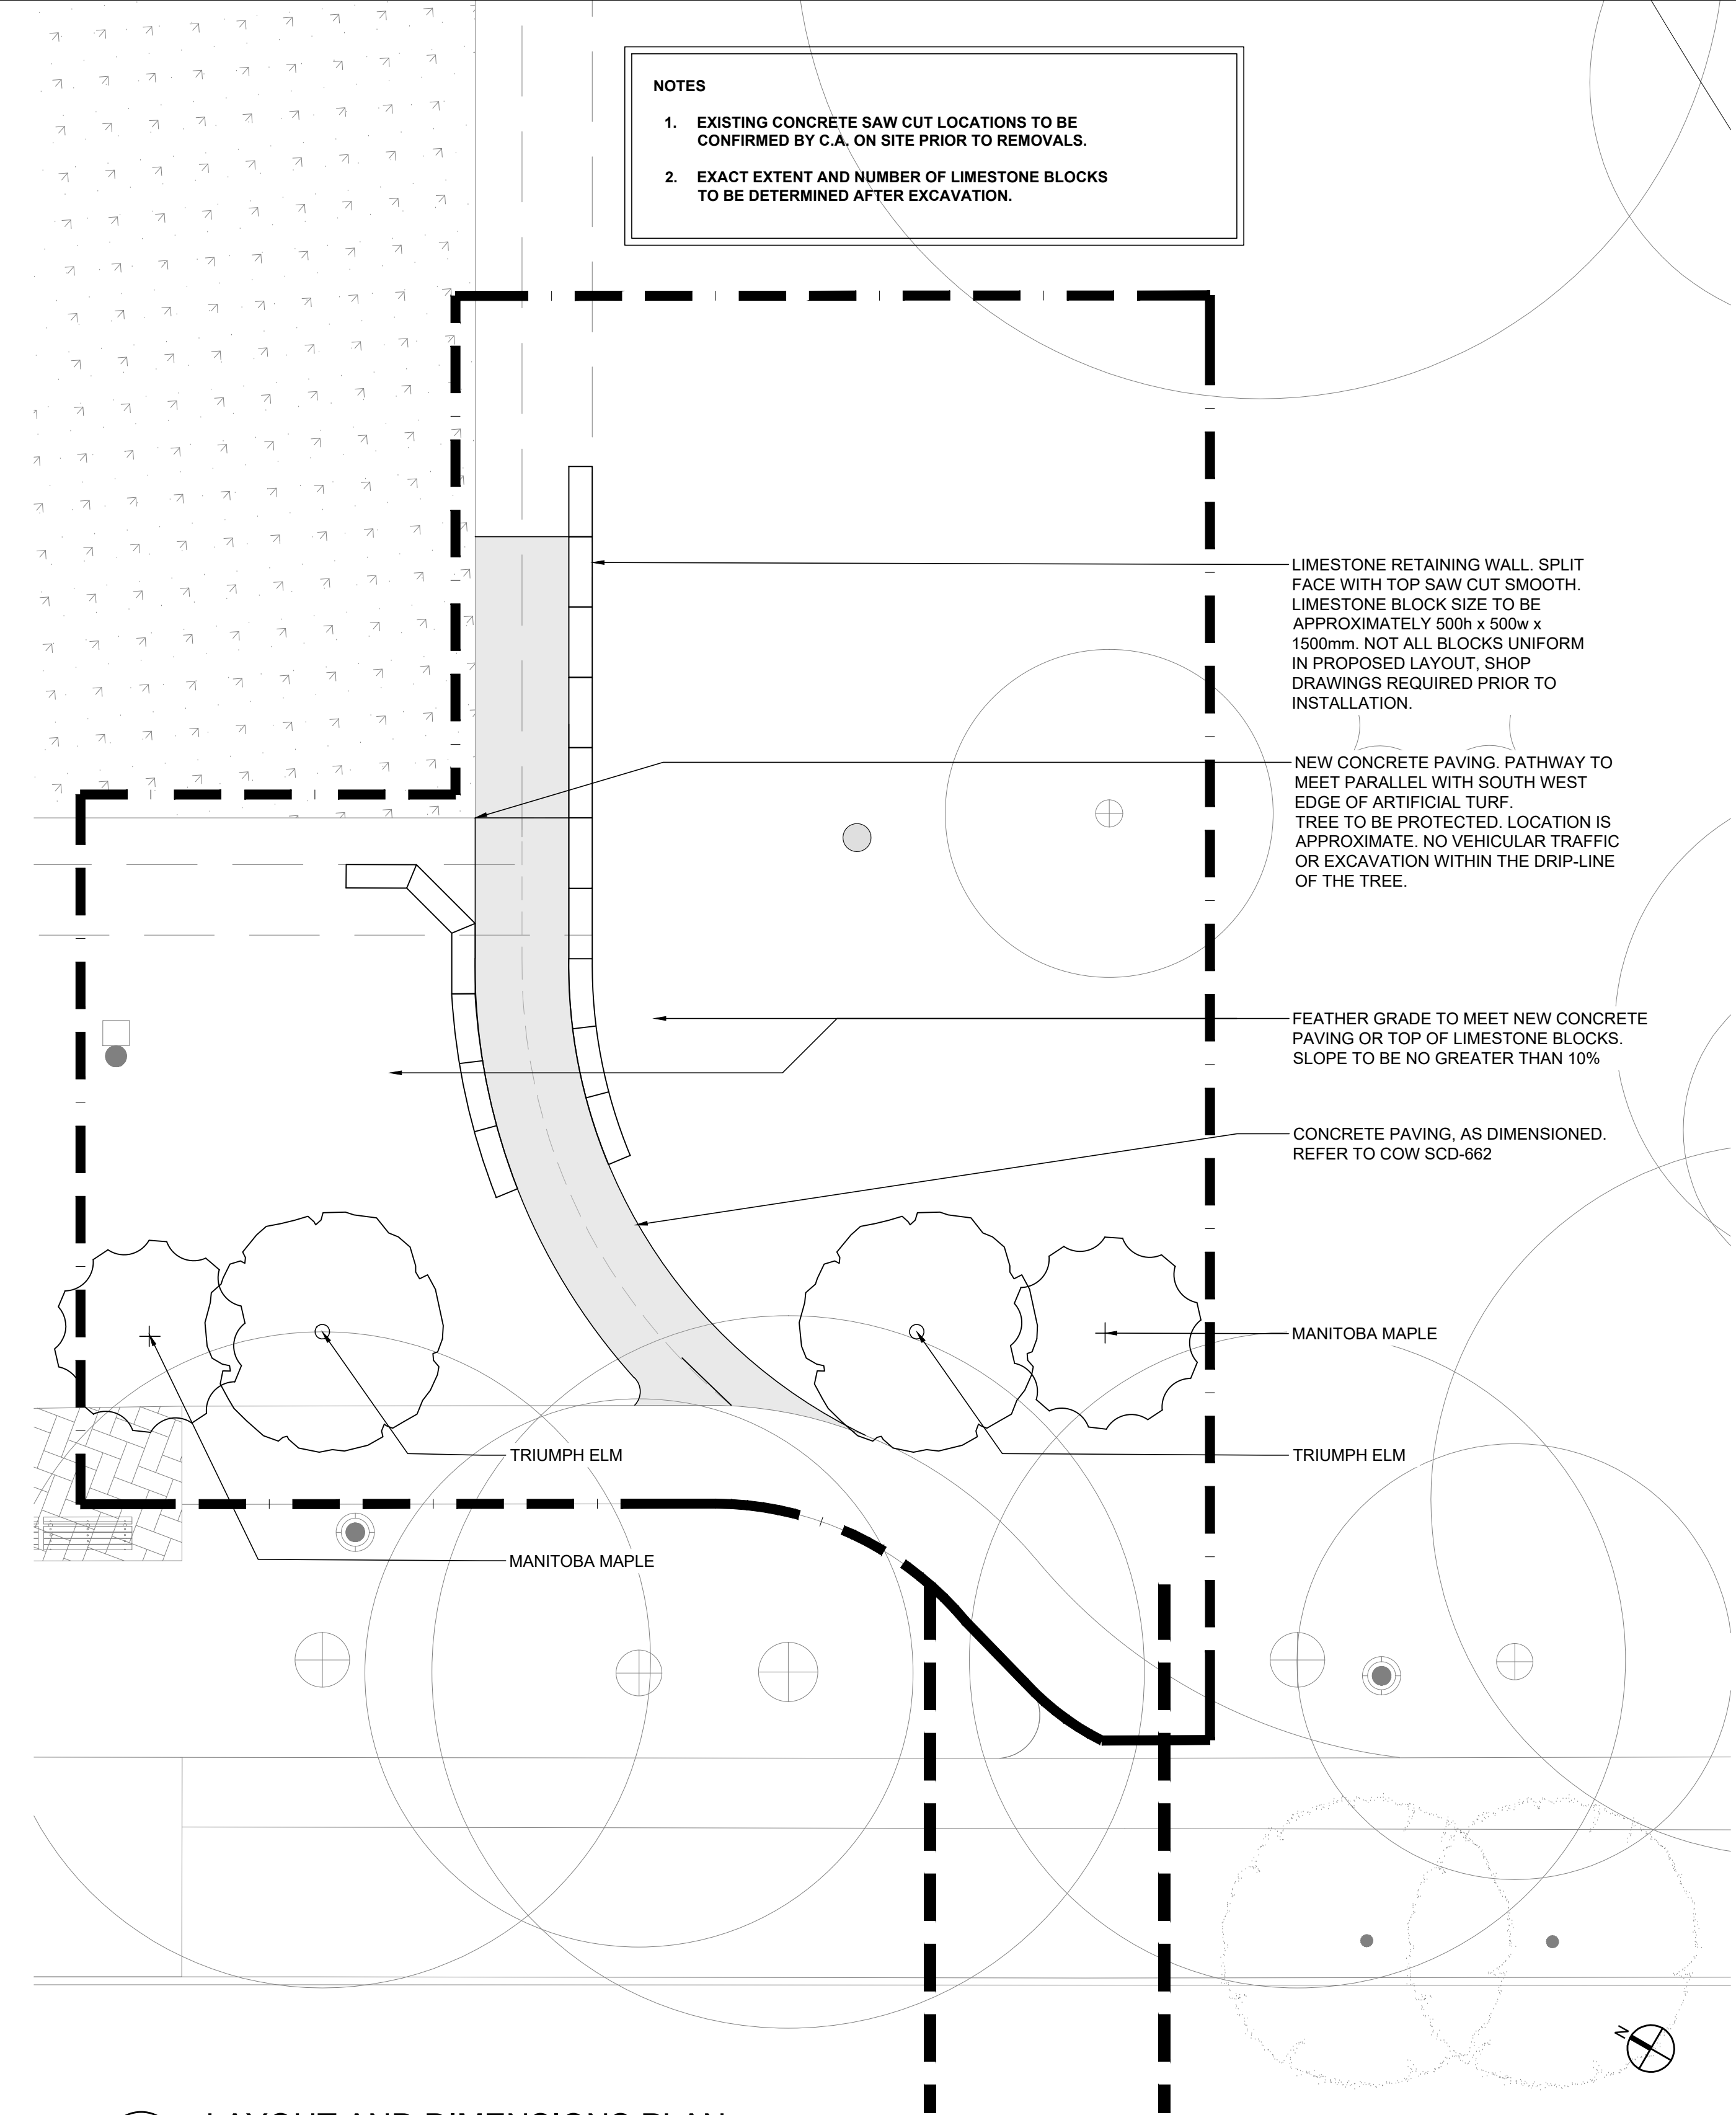 NOTES
1. EXISTING CONCRETE SAW CUT LOCATIONS TO BE
CONFIRMED BY C.A. ON SITE PRIOR TO REMOVALS.
2. EXACT EXTENT AND NUMBER OF LIMESTONE BLOCKS
TO BE DETERMINED AFTER EXCAVATION.
LIMESTONE RETAINING WALL. SPLIT
FACE WITH TOP SAW CUT SMOOTH.
LIMESTONE BLOCK SIZE TO BE
APPROXIMATELY 500h x 500w x
1500mm. NOT ALL BLOCKS UNIFORM
IN PROPOSED LAYOUT, SHOP
DRAWINGS REQUIRED PRIOR TO
INSTALLATION.
NEW CONCRETE PAVING. PATHWAY TO
MEET PARALLEL WITH SOUTH WEST
EDGE OF ARTIFICIAL TURF.
TREE TO BE PROTECTED. LOCATION IS
APPROXIMATE. NO VEHICULAR TRAFFIC
OR EXCAVATION WITHIN THE DRIP-LINE
OF THE TREE.
FEATHER GRADE TO MEET NEW CONCRETE
PAVING OR TOP OF LIMESTONE BLOCKS.
SLOPE TO BE NO GREATER THAN 10%
CONCRETE PAVING, AS DIMENSIONED.
REFER TO COW SCD-662
MANITOBA MAPLE
TRIUMPH ELM
TRIUMPH ELM
MANITOBA MAPLE
N
LAYOUT AND DIMENSIONS PLAN